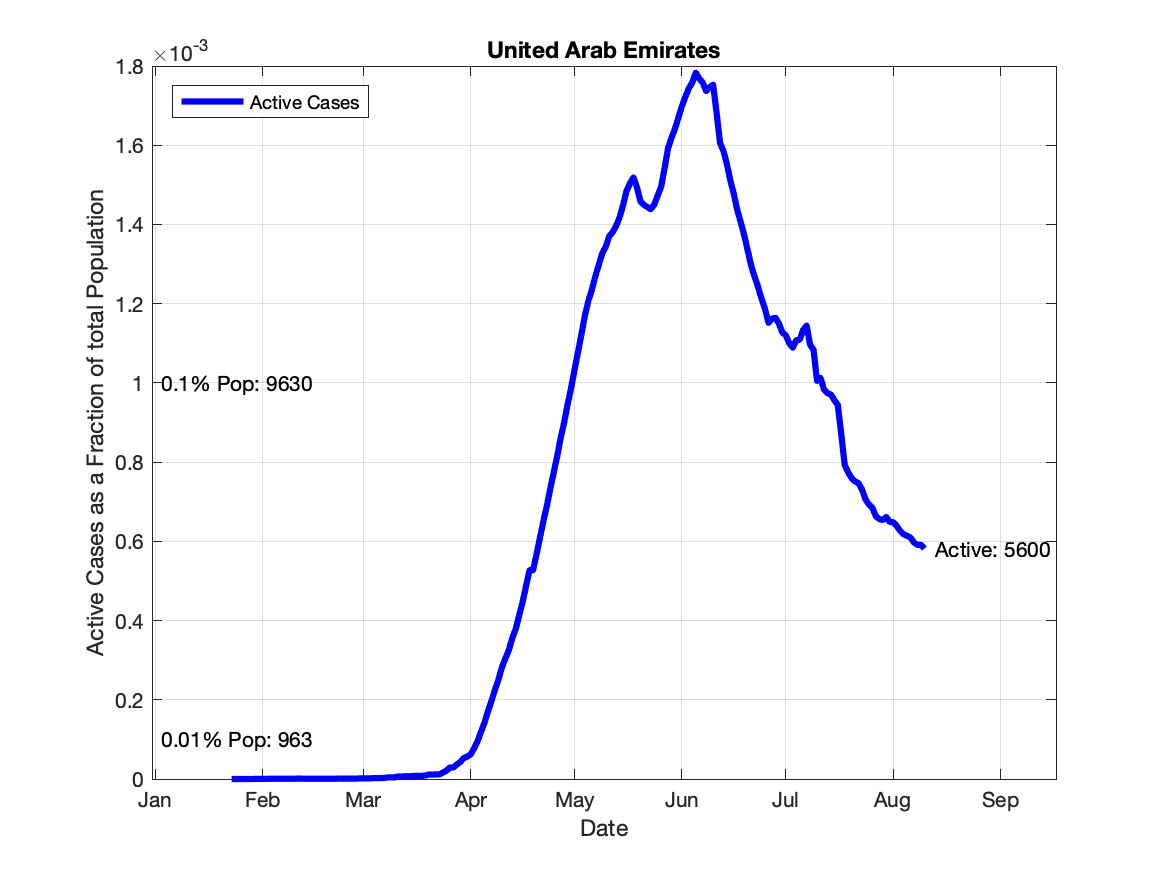 United Arab Emirates
×10⁻³
1.8
1.6
1.4
1.2
1
0.8
0.6
0.4
0.2
0
Active Cases
0.1% Pop: 9630
0.01% Pop: 963
Active: 5600
Active Cases as a Fraction of total Population
Jan Feb Mar Apr May Jun Jul Aug Sep
Date